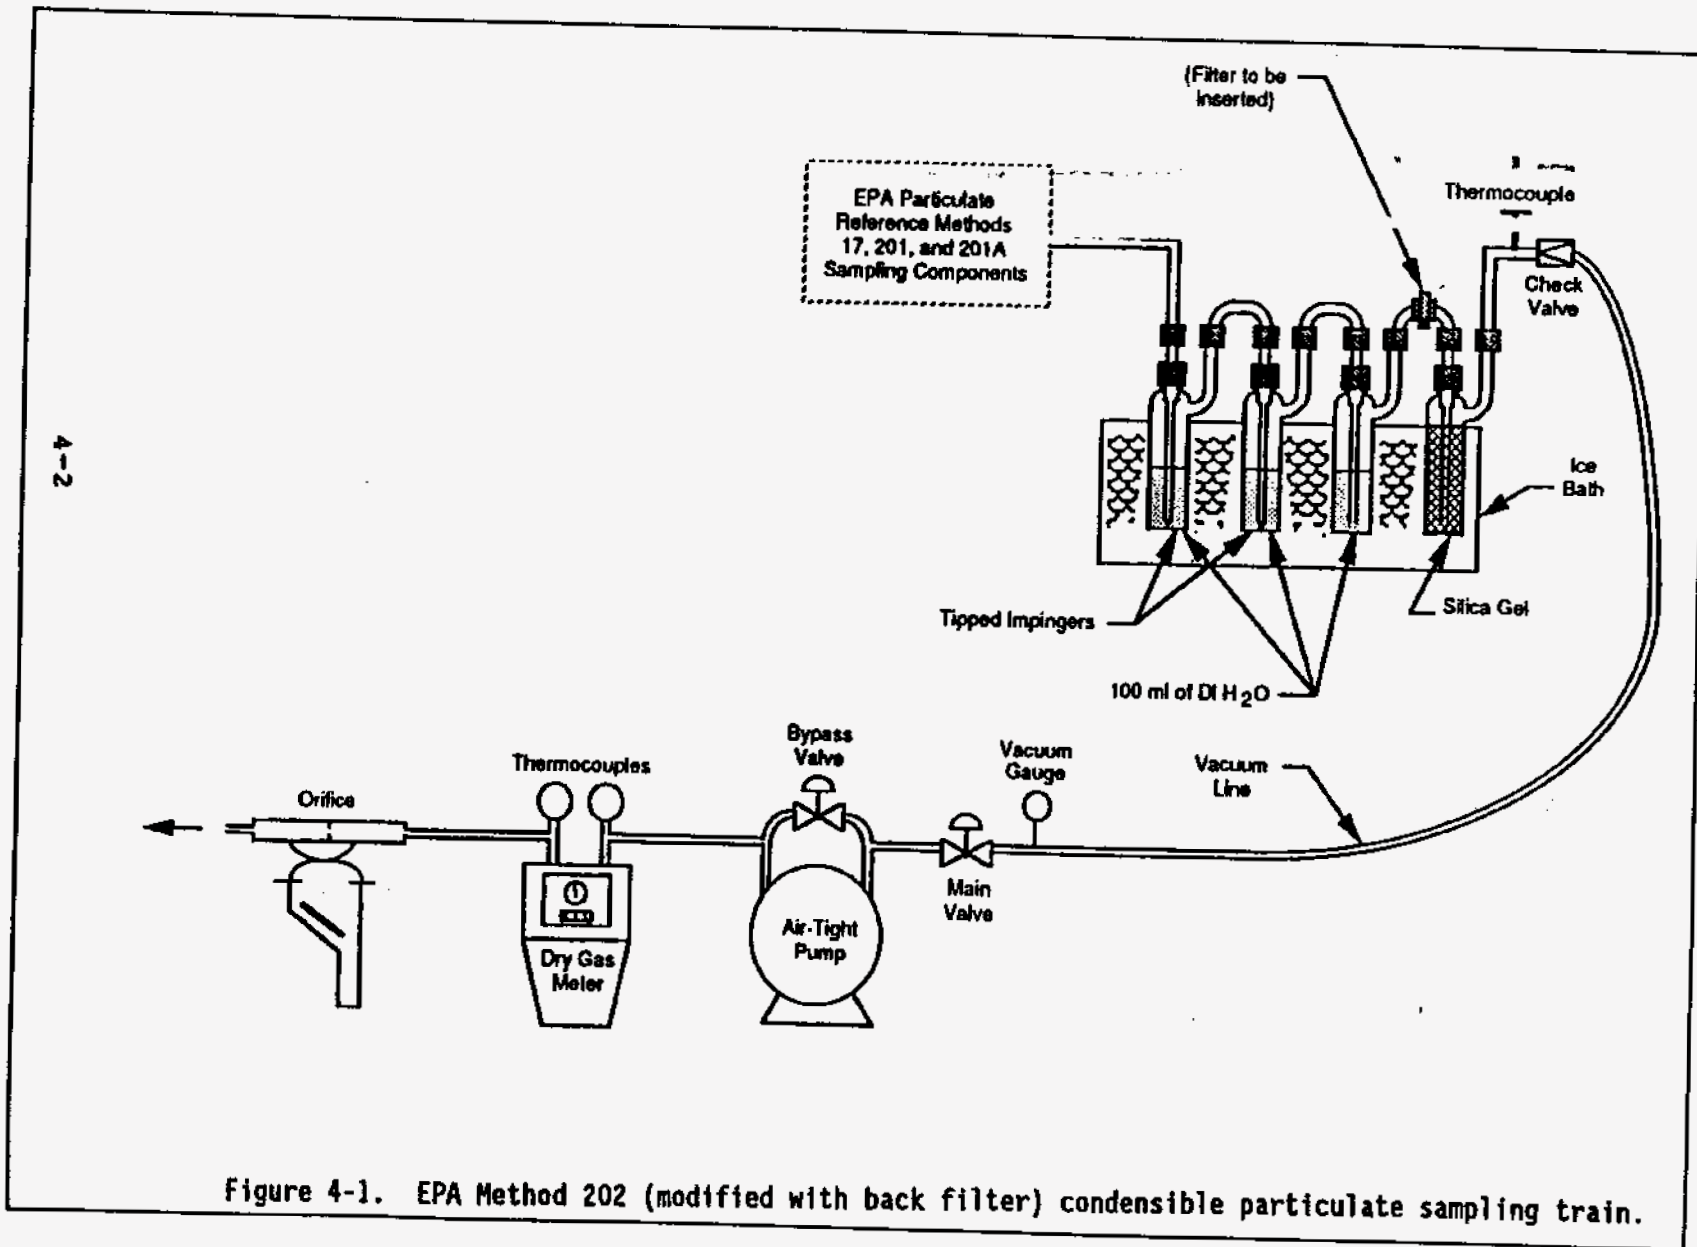 (Filter to be
inserted)
Thermocouple
EPA Particulate
Reference Methods
17, 201, and 201A
Sampling Components
Check
Valve
4-2
Ice
Bath
Tipped Impingers
Silica Gel
100 ml of DI H2O
Bypass
Valve
Vacuum
Gauge
Vacuum
Line
Thermocouples
Orifice
Main
Valve
Air-Tight
Pump
Dry Gas
Meter
Figure 4-1. EPA Method 202 (modified with back filter) condensible particulate sampling train.